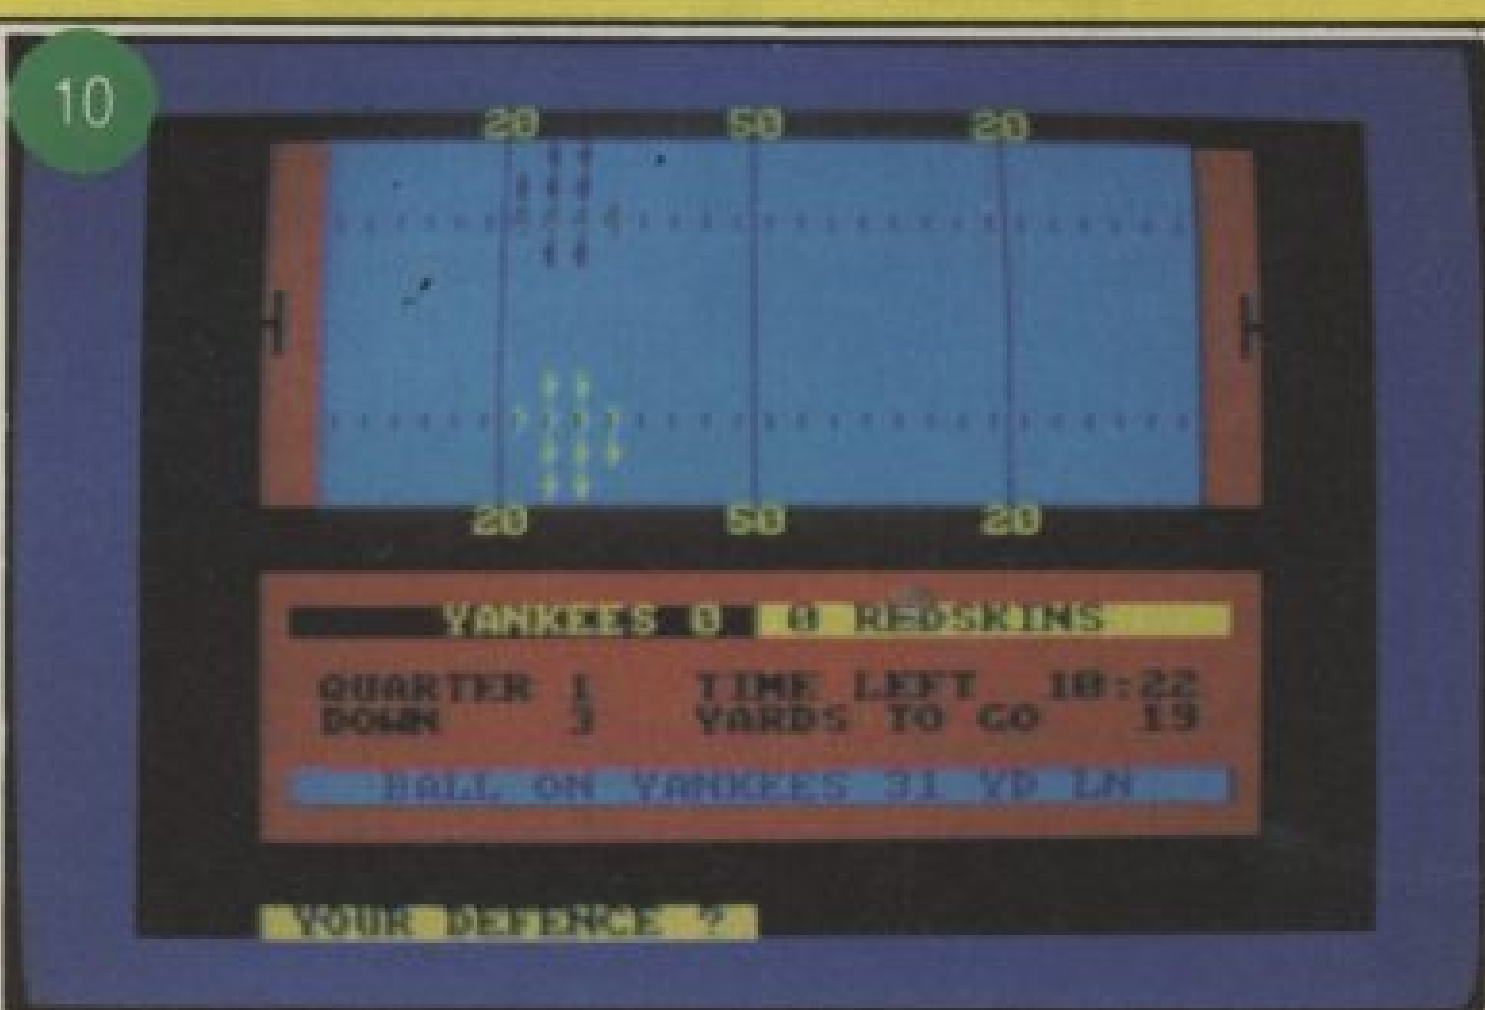 10
20 50 20
20 50 20
YANKEES 0 0 REDSKINS
QUARTER 1 TIME LEFT 10:22
DOWN 3 YARDS TO GO 19
BALL ON YANKEES 31 YD LN
YOUR DEFENCE ?